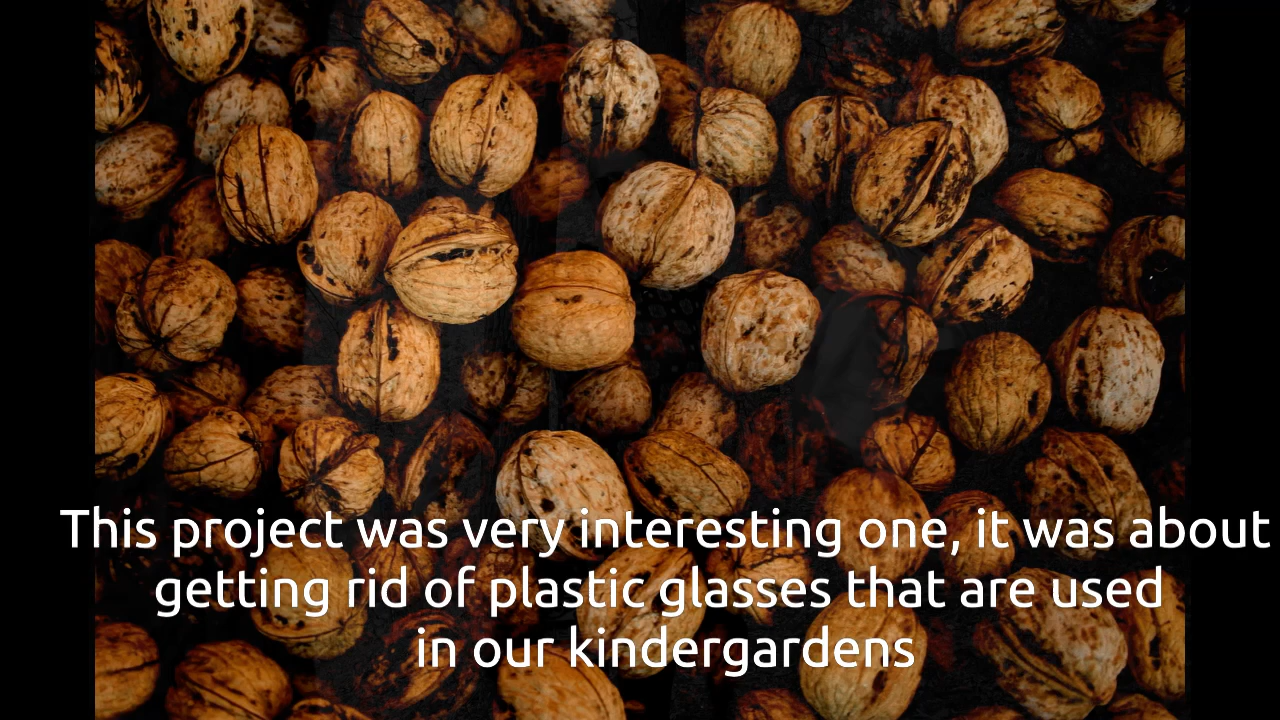 This project was very interesting one, it was about
getting rid of plastic glasses that are used
in our kindergardens